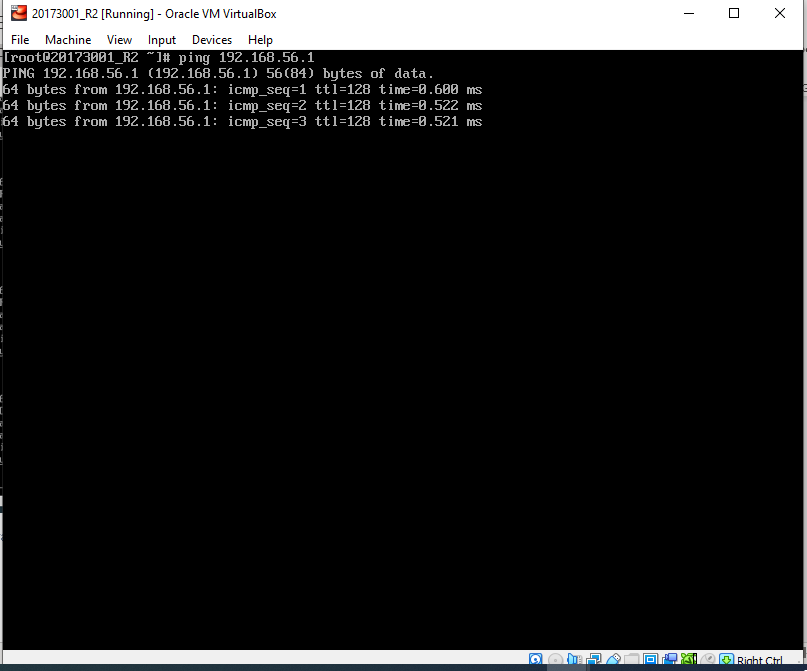 20173001_R2 [Running] - Oracle VM VirtualBox
File Machine View Input Devices Help
[root@20173001_R2 ~]# ping 192.168.56.1
PING 192.168.56.1 (192.168.56.1) 56(84) bytes of data.
64 bytes from 192.168.56.1: icmp_seq=1 ttl=128 time=0.600 ms
64 bytes from 192.168.56.1: icmp_seq=2 ttl=128 time=0.522 ms
64 bytes from 192.168.56.1: icmp_seq=3 ttl=128 time=0.521 ms
Right Ctrl